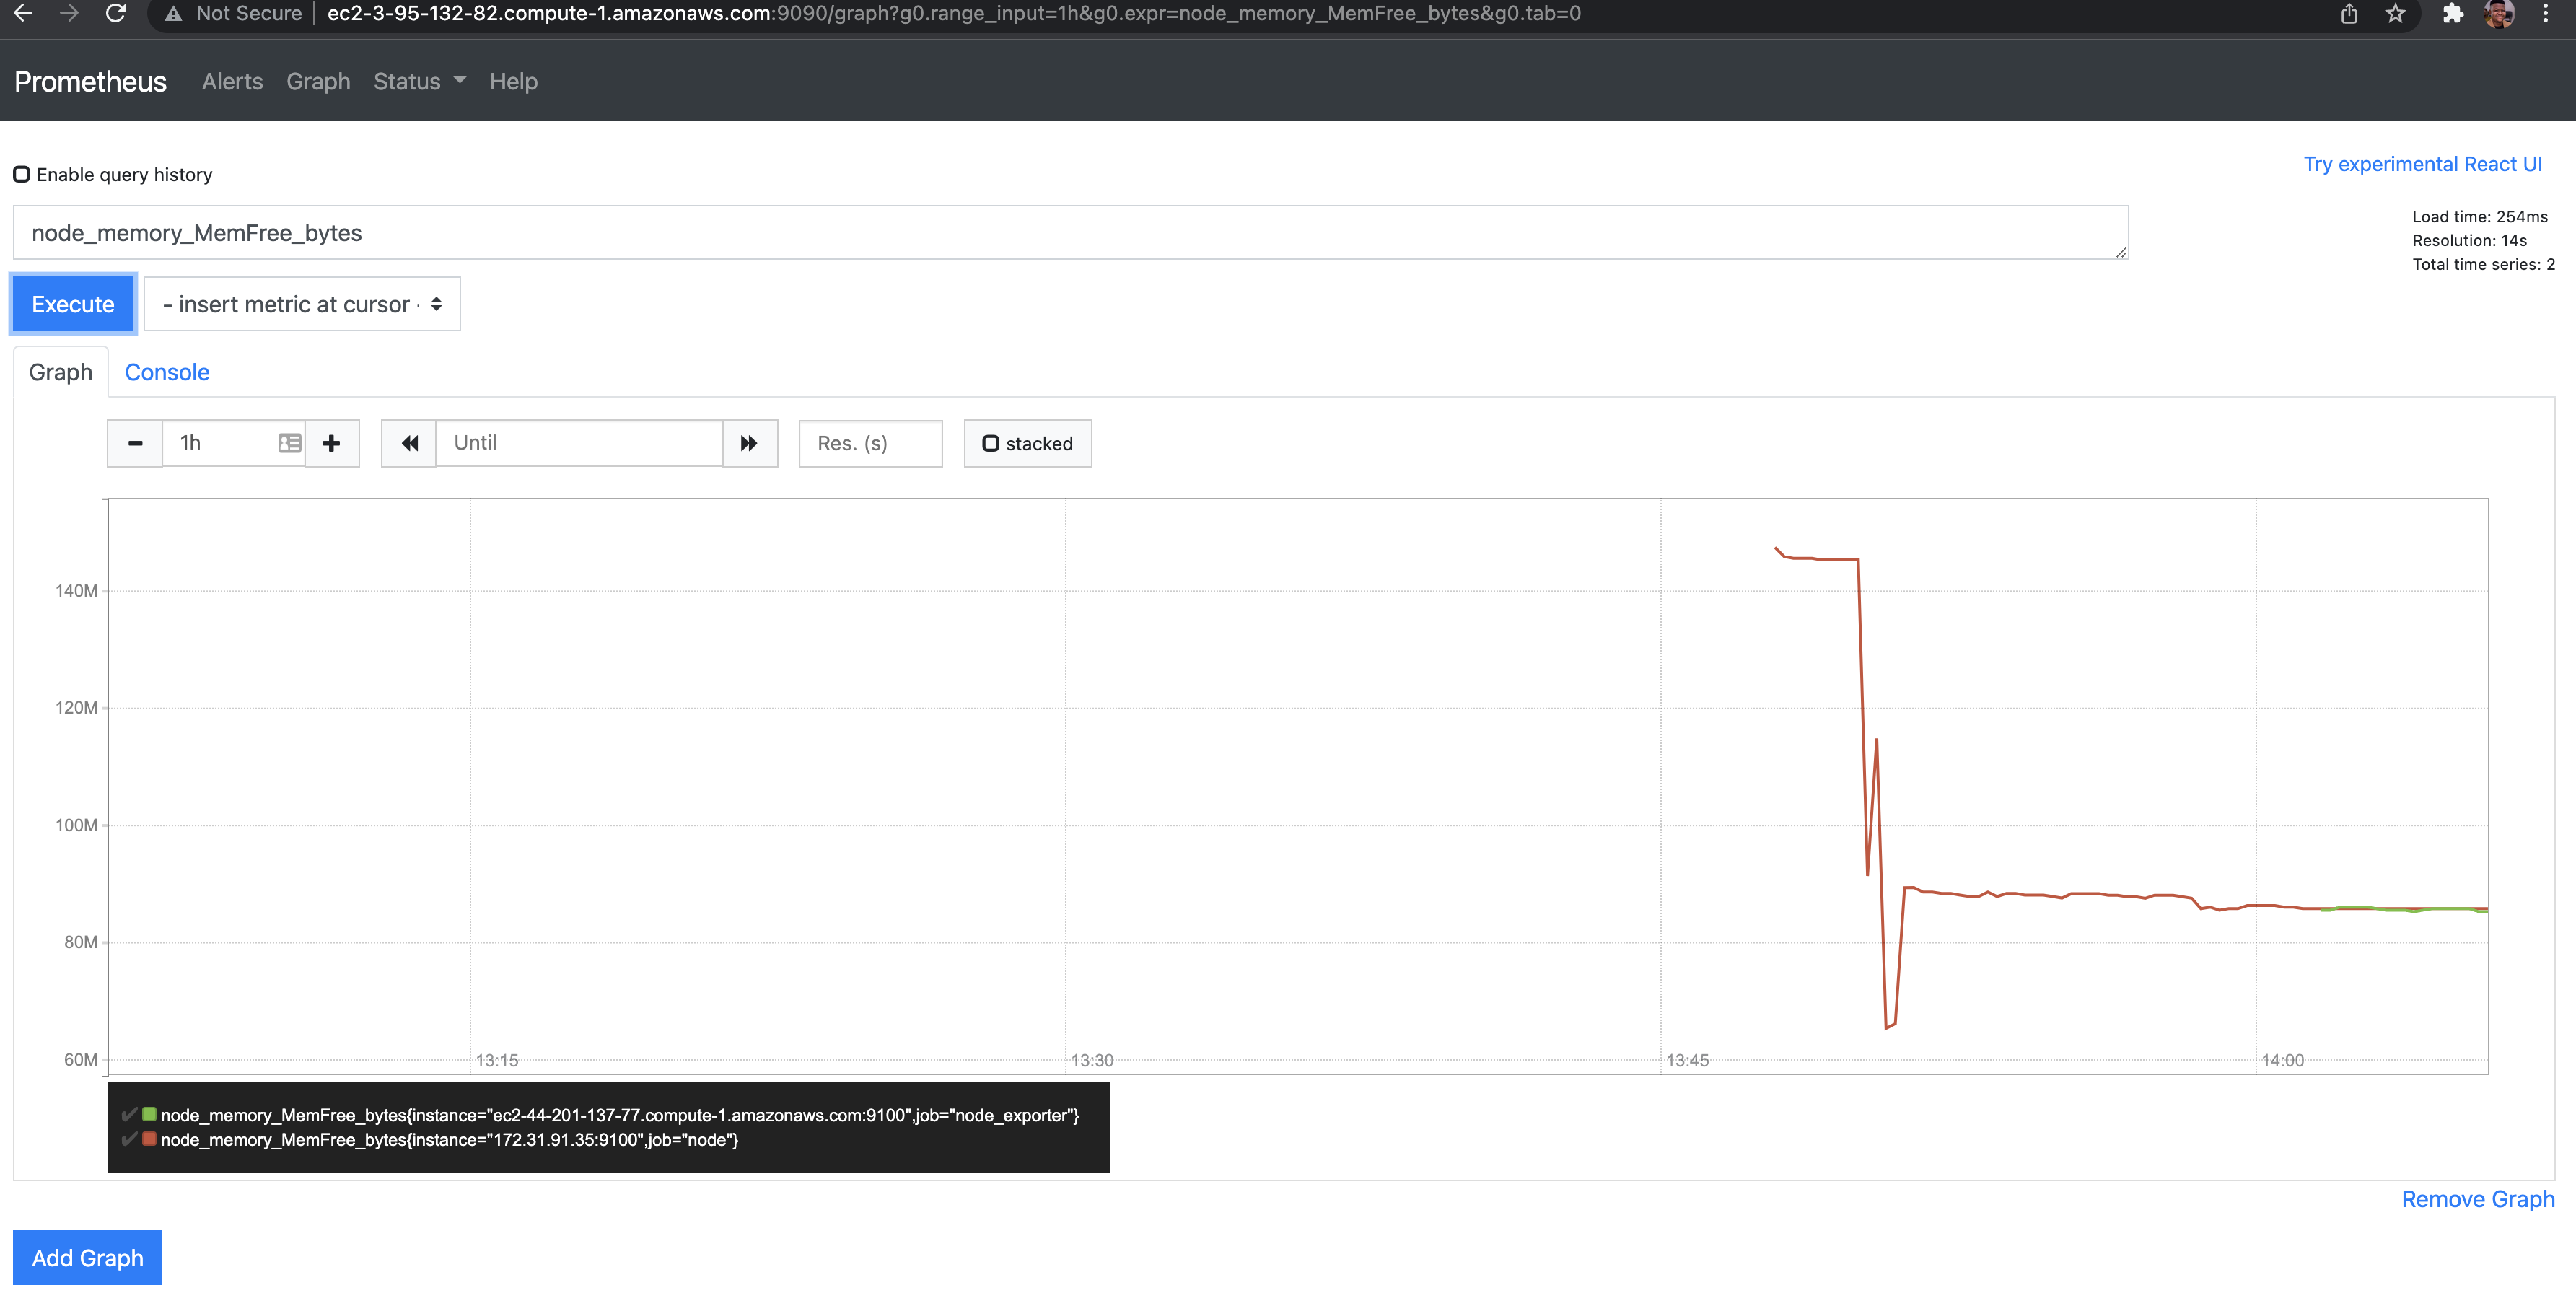 Not Secure ec2-3-95-132-82.compute-1.amazonaws.com:9090/graph?g0.range_input=1h&g0.expr=node_memory_MemFree_bytes&g0.tab=0
Prometheus Alerts Graph Status Help
Enable query history
Try experimental React UI
node_memory_MemFree_bytes
Load time: 254ms
Resolution: 14s
Total time series: 2
Execute - insert metric at cursor -
Graph Console
1h Until Res. (s) stacked
140M
120M
100M
80M
60M
13:15 13:30 13:45 14:00
node_memory_MemFree_bytes{instance="ec2-44-201-137-77.compute-1.amazonaws.com:9100",job="node_exporter"}
node_memory_MemFree_bytes{instance="172.31.91.35:9100",job="node"}
Remove Graph
Add Graph